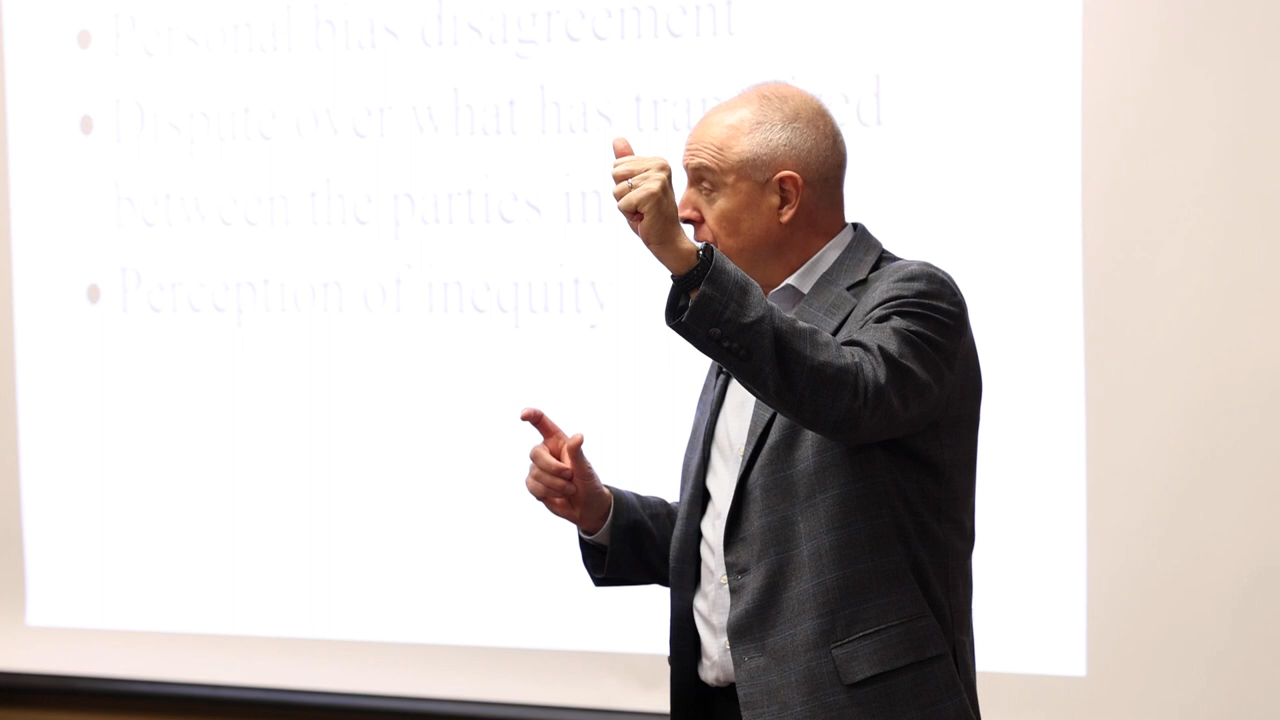 • Personal bias disagreement
• Dispute over what has
between the parties in
• Perception of inequity